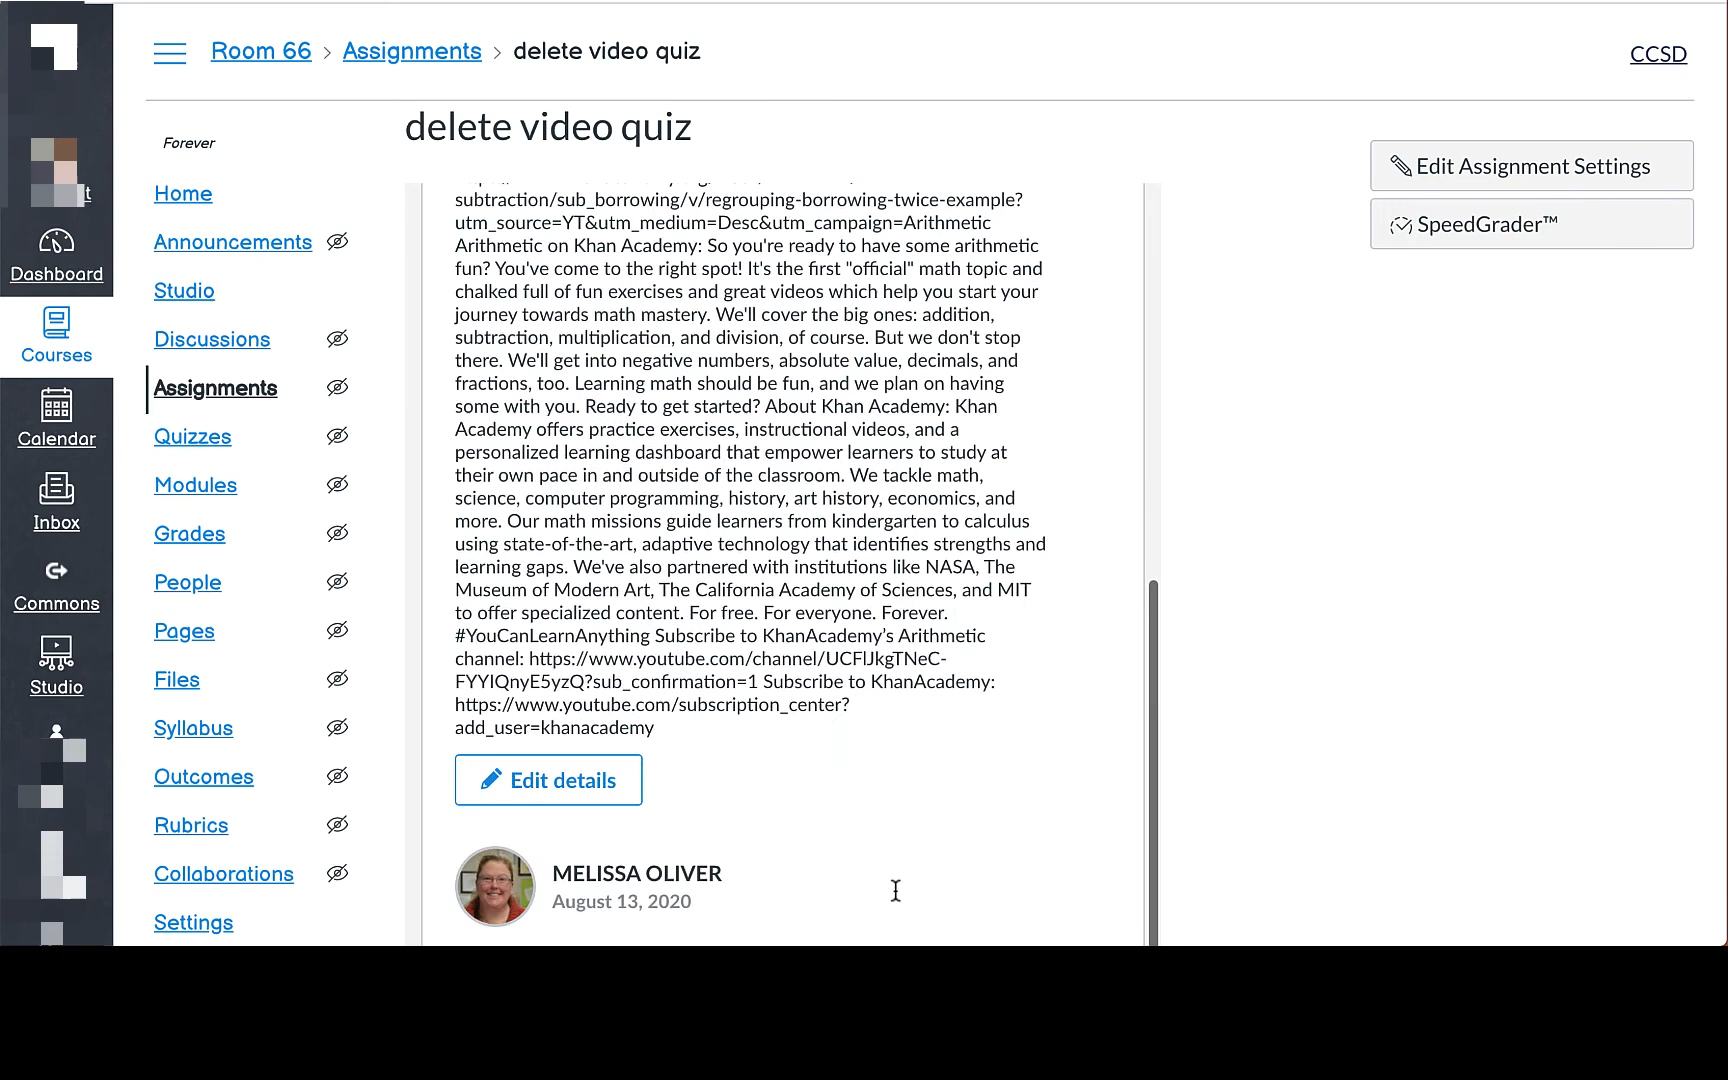 Room 66 > Assignments > delete video quiz
CCSD
Forever
delete video quiz
Edit Assignment Settings
SpeedGrader™
t
Dashboard
Courses
Calendar
Inbox
Commons
Studio
Home
Announcements
Studio
Discussions
Assignments
Quizzes
Modules
Grades
People
Pages
Files
Syllabus
Outcomes
Rubrics
Collaborations
Settings
subtraction/sub_borrowing/v/regrouping-borrowing-twice-example?
utm_source=YT&utm_medium=Desc&utm_campaign=Arithmetic
Arithmetic on Khan Academy: So you're ready to have some arithmetic
fun? You've come to the right spot! It's the first "official" math topic and
chalked full of fun exercises and great videos which help you start your
journey towards math mastery. We'll cover the big ones: addition,
subtraction, multiplication, and division, of course. But we don't stop
there. We'll get into negative numbers, absolute value, decimals, and
fractions, too. Learning math should be fun, and we plan on having
some with you. Ready to get started? About Khan Academy: Khan
Academy offers practice exercises, instructional videos, and a
personalized learning dashboard that empower learners to study at
their own pace in and outside of the classroom. We tackle math,
science, computer programming, history, art history, economics, and
more. Our math missions guide learners from kindergarten to calculus
using state-of-the-art, adaptive technology that identifies strengths and
learning gaps. We've also partnered with institutions like NASA, The
Museum of Modern Art, The California Academy of Sciences, and MIT
to offer specialized content. For free. For everyone. Forever.
#YouCanLearnAnything Subscribe to KhanAcademy’s Arithmetic
channel: https://www.youtube.com/channel/UCFlJkgTNeC-
FYYIQnyE5yzQ?sub_confirmation=1 Subscribe to KhanAcademy:
https://www.youtube.com/subscription_center?
add_user=khanacademy
Edit details
MELISSA OLIVER
August 13, 2020